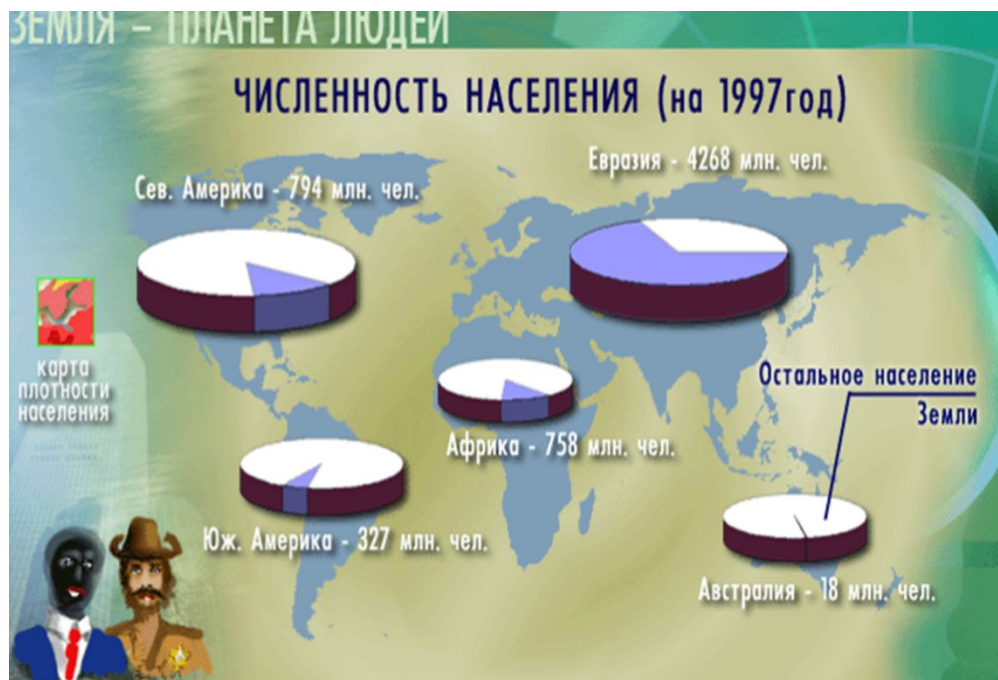 ЗЕМЛЯ – ПЛАНЕТА ЛЮДЕЙ
ЧИСЛЕННОСТЬ НАСЕЛЕНИЯ (на 1997год)
Евразия - 4268 млн. чел.
Сев. Америка - 794 млн. чел.
карта
плотности
населения
Остальное население
Земли
Африка - 758 млн. чел.
Юж. Америка - 327 млн. чел.
Австралия - 18 млн. чел.